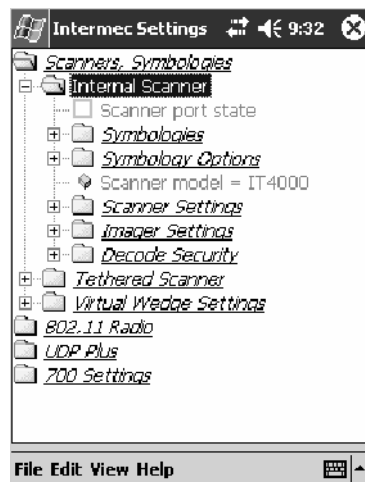 Intermec Settings 9:32
Scanners, Symbologies
Internal Scanner
Scanner port state
Symbologies
Symbology Options
Scanner model = IT4000
Scanner Settings
Imager Settings
Decode Security
Tethered Scanner
Virtual Wedge Settings
802.11 Radio
UDP Plus
700 Settings
File Edit View Help